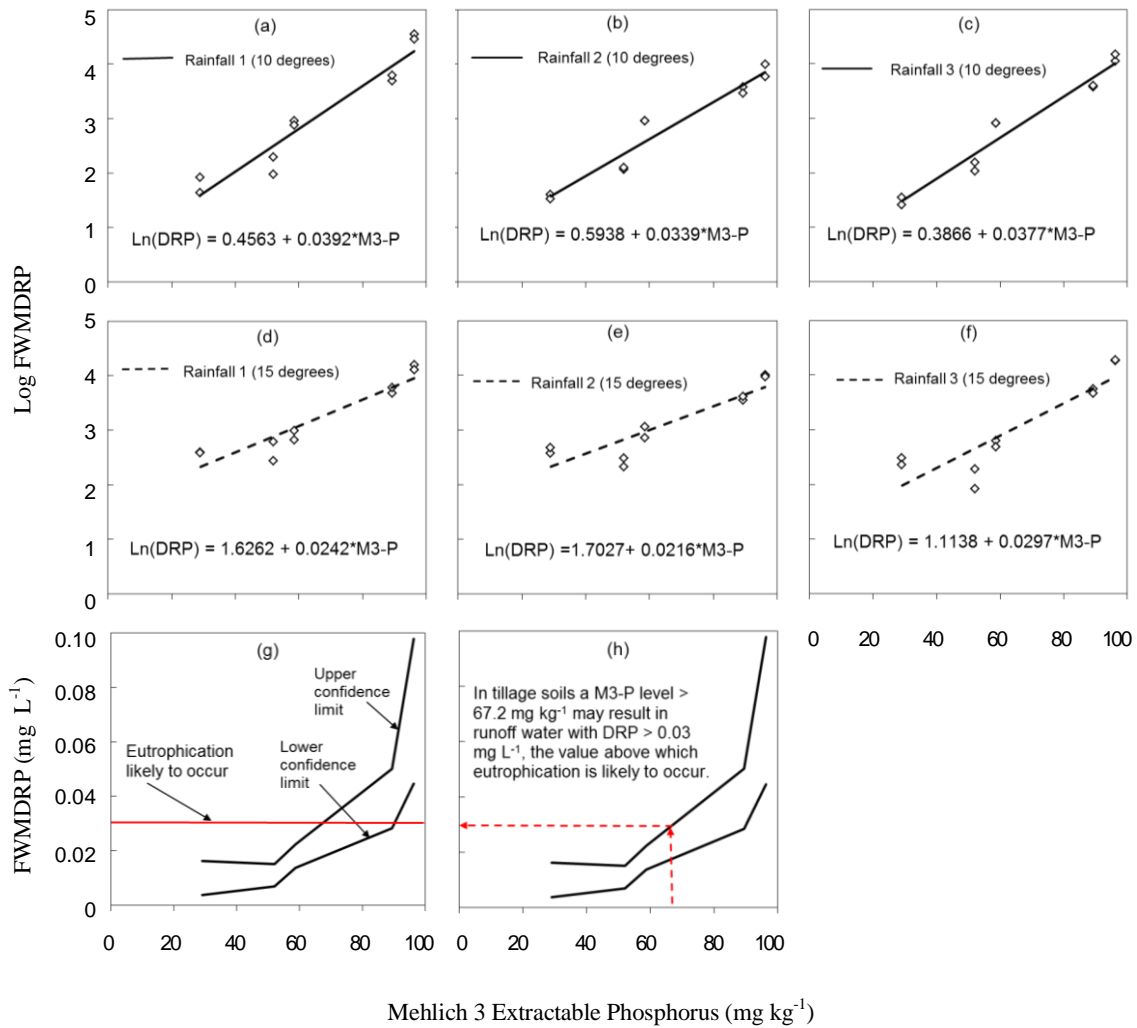 Log FWMDRP
5
4
3
2
1
0
(a)
Rainfall 1 (10 degrees)
Ln(DRP) = 0.4563 + 0.0392*M3-P
(b)
Rainfall 2 (10 degrees)
Ln(DRP) = 0.5938 + 0.0339*M3-P
(c)
Rainfall 3 (10 degrees)
Ln(DRP) = 0.3866 + 0.0377*M3-P
5
4
3
2
1
0
(d)
Rainfall 1 (15 degrees)
Ln(DRP) = 1.6262 + 0.0242*M3-P
(e)
Rainfall 2 (15 degrees)
Ln(DRP) =1.7027+ 0.0216*M3-P
(f)
Rainfall 3 (15 degrees)
Ln(DRP) = 1.1138 + 0.0297*M3-P
0 20 40 60 80 100
FWMDRP (mg L-1)
0.10
0.08
0.06
0.04
0.02
0
(g)
Upper
confidence
limit
Eutrophication
likely to occur
Lower
confidence
limit
0 20 40 60 80 100
(h)
In tillage soils a M3-P level >
67.2 mg kg-1 may result in
runoff water with DRP > 0.03
mg L-1, the value above which
eutrophication is likely to occur.
0 20 40 60 80 100
Mehlich 3 Extractable Phosphorus (mg kg-1)